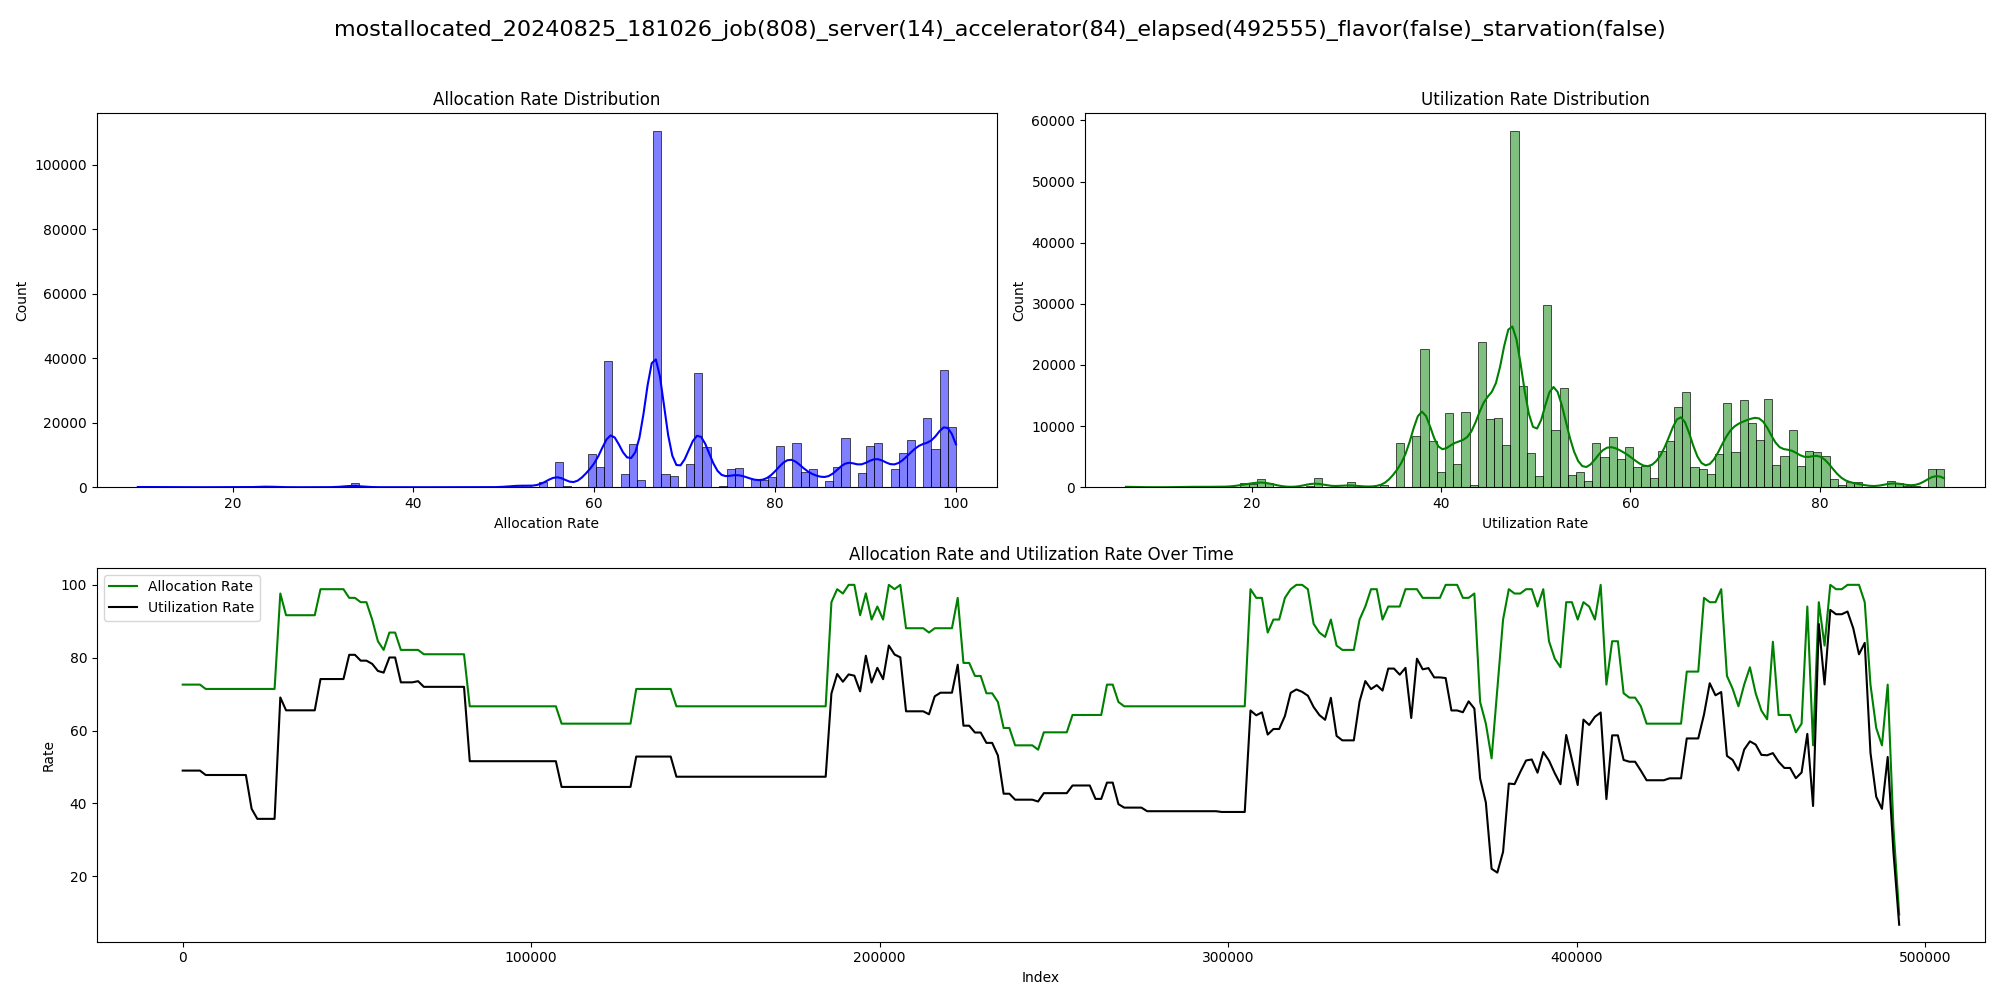 mostallocated_20240825_181026_job(808)_server(14)_accelerator(84)_elapsed(492555)_flavor(false)_starvation(false)
Allocation Rate Distribution
Count
100000
80000
60000
40000
20000
0
20
40
60
80
100
Allocation Rate
Utilization Rate Distribution
Count
60000
50000
40000
30000
20000
10000
0
20
40
60
80
Utilization Rate
Allocation Rate and Utilization Rate Over Time
Allocation Rate
Utilization Rate
Rate
100
80
60
40
20
0
100000
200000
300000
400000
500000
Index